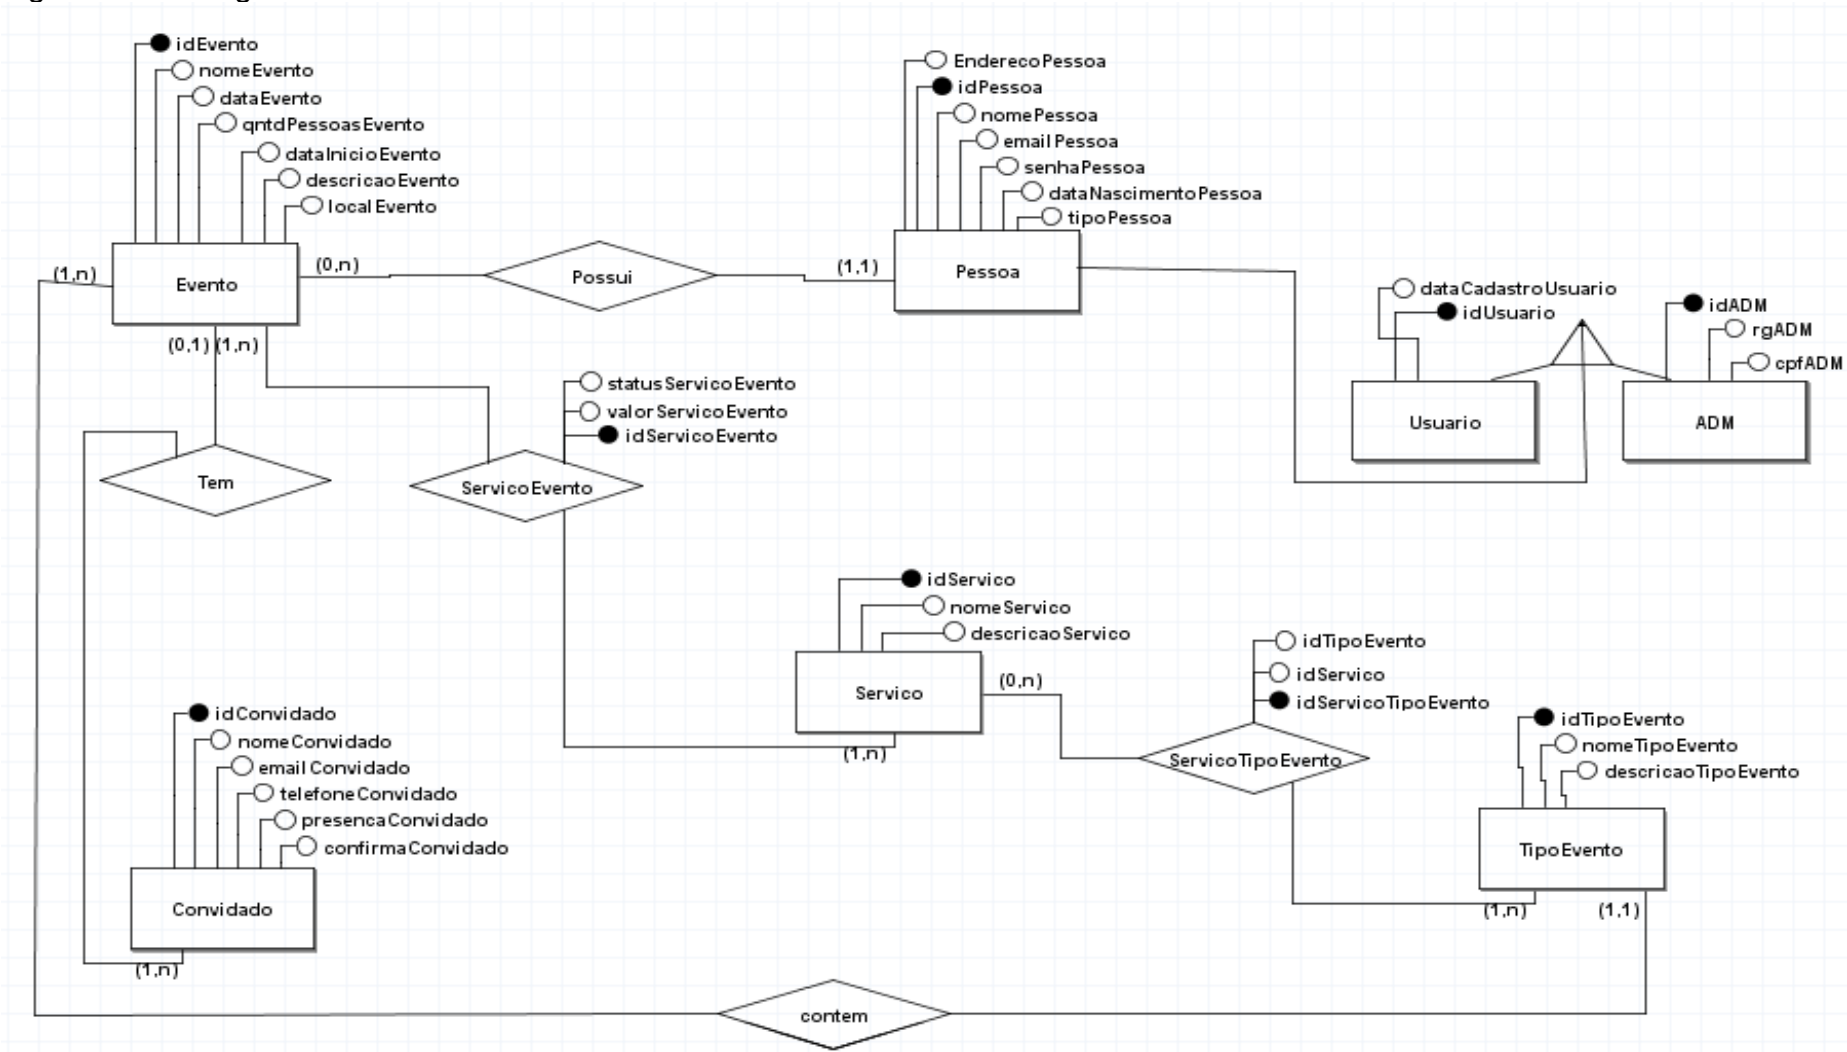 idEvento
nomeEvento
dataEvento
qntdPessoasEvento
dataInicioEvento
descricaoEvento
localEvento
Evento
(1,n)
(0,n)
(0,1)
(1,n)
Possui
(1,1)
EnderecoPessoa
idPessoa
nomePessoa
emailPessoa
senhaPessoa
dataNascimentoPessoa
tipoPessoa
Pessoa
dataCadastroUsuario
idUsuario
Usuario
idADM
rgADM
cpfADM
ADM
Tem
statusServicoEvento
valorServicoEvento
idServicoEvento
ServicoEvento
idServico
nomeServico
descricaoServico
Servico
(0,n)
(1,n)
idTipoEvento
idServico
idServicoTipoEvento
ServicoTipoEvento
idTipoEvento
nomeTipoEvento
descricaoTipoEvento
TipoEvento
(1,n)
(1,1)
idConvidado
nomeConvidado
emailConvidado
telefoneConvidado
presencaConvidado
confirmaConvidado
Convidado
(1,n)
contem